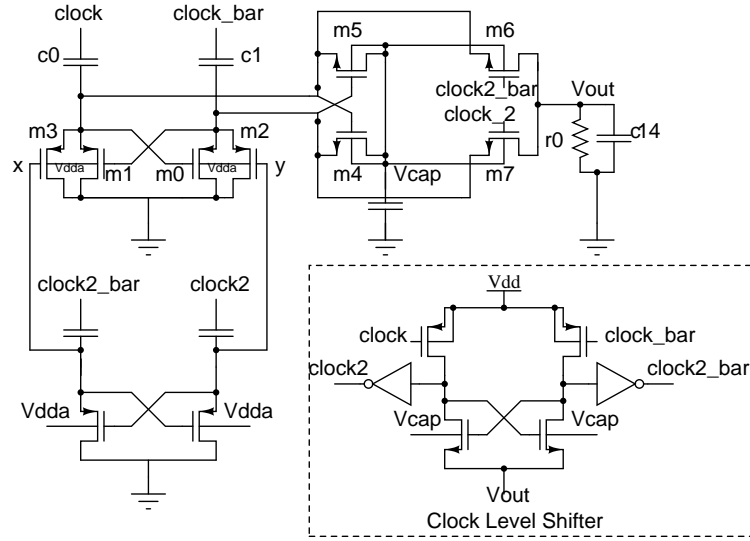 clock clock_bar
c0 c1 m5 m6
clock2_bar Vout
clock_2
m3 m2 r0 c14
x Vdda m1 m0 Vdda y m4 Vcap m7
clock2_bar clock2
Vdd
clock clock_bar
clock2 clock2_bar
Vdda Vdda Vcap Vcap
Vout
Clock Level Shifter